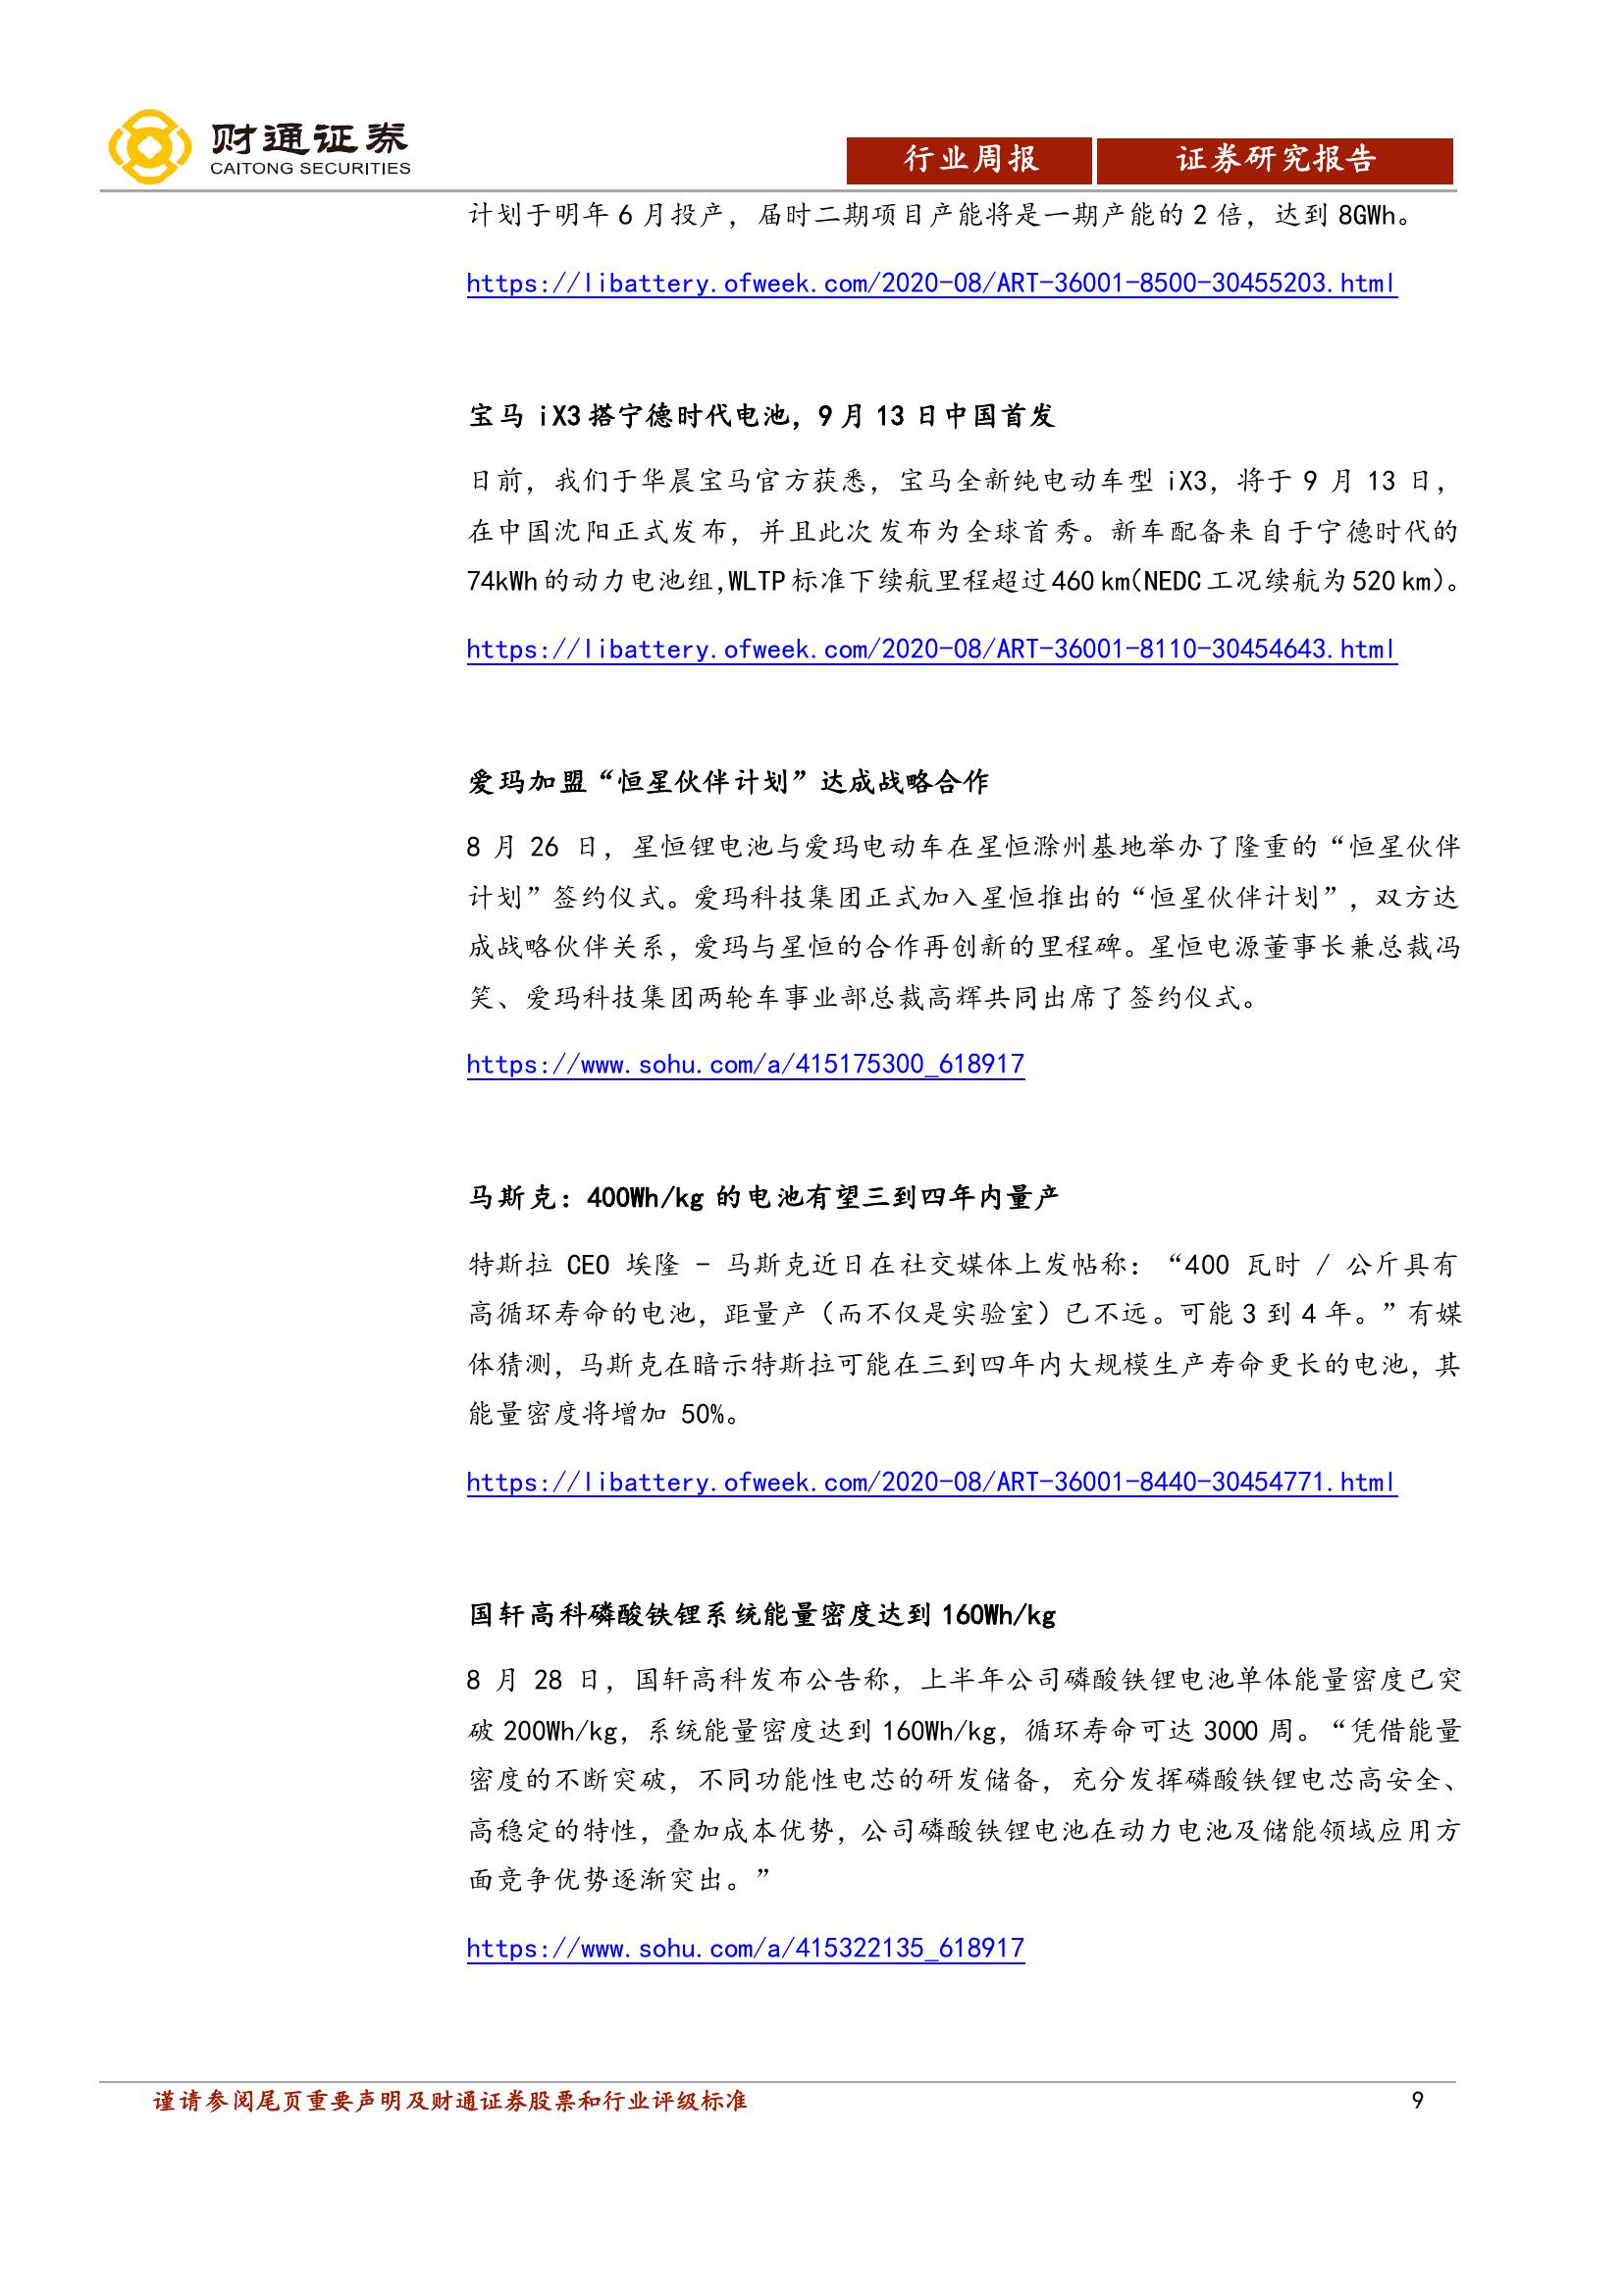 财通证券
CAITONG SECURITIES
行业周报
证券研究报告
计划于明年 6 月投产，届时二期项目产能将是一期产能的 2 倍，达到 8GWh。
https://libattery.ofweek.com/2020-08/ART-36001-8500-30455203.html
宝马 iX3 搭宁德时代电池，9 月 13 日中国首发
日前，我们于华晨宝马官方获悉，宝马全新纯电动车型 iX3，将于 9 月 13 日，
在中国沈阳正式发布，并且此次发布为全球首秀。新车配备来自于宁德时代的
74kWh 的动力电池组,WLTP 标准下续航里程超过 460 km(NEDC 工况续航为 520 km)。
https://libattery.ofweek.com/2020-08/ART-36001-8110-30454643.html
爱玛加盟“恒星伙伴计划”达成战略合作
8 月 26 日，星恒锂电池与爱玛电动车在星恒滁州基地举办了隆重的“恒星伙伴
计划”签约仪式。爱玛科技集团正式加入星恒推出的“恒星伙伴计划”，双方达
成战略伙伴关系，爱玛与星恒的合作再创新的里程碑。星恒电源董事长兼总裁冯
笑、爱玛科技集团两轮车事业部总裁高辉共同出席了签约仪式。
https://www.sohu.com/a/415175300_618917
马斯克：400Wh/kg 的电池有望三到四年内量产
特斯拉 CEO 埃隆 - 马斯克近日在社交媒体上发帖称：“400 瓦时 / 公斤具有
高循环寿命的电池，距量产（而不仅是实验室）已不远。可能 3 到 4 年。”有媒
体猜测，马斯克在暗示特斯拉可能在三到四年内大规模生产寿命更长的电池，其
能量密度将增加 50%。
https://libattery.ofweek.com/2020-08/ART-36001-8440-30454771.html
国轩高科磷酸铁锂系统能量密度达到 160Wh/kg
8 月 28 日，国轩高科发布公告称，上半年公司磷酸铁锂电池单体能量密度已突
破 200Wh/kg，系统能量密度达到 160Wh/kg，循环寿命可达 3000 周。“凭借能量
密度的不断突破，不同功能性电芯的研发储备，充分发挥磷酸铁锂电芯高安全、
高稳定的特性，叠加成本优势，公司磷酸铁锂电池在动力电池及储能领域应用方
面竞争优势逐渐突出。”
https://www.sohu.com/a/415322135_618917
谨请参阅尾页重要声明及财通证券股票和行业评级标准
9